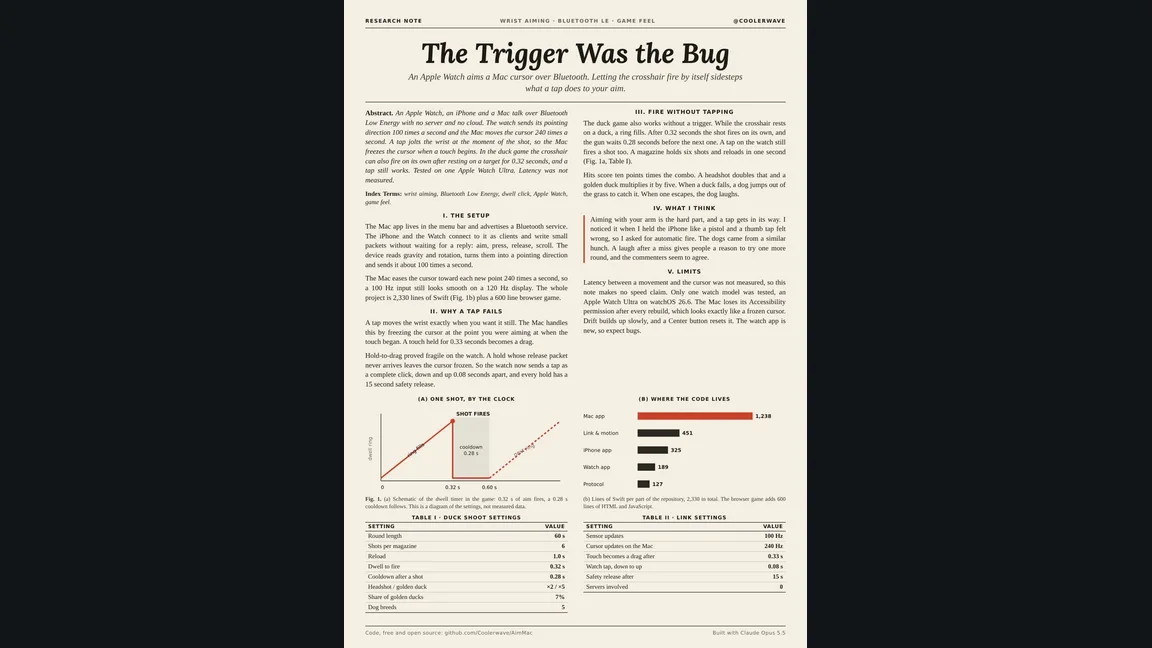 RESEARCH NOTE
WRIST AIMING · BLUETOOTH LE · GAME FEEL
@COOLERWAVE
The Trigger Was the Bug
An Apple Watch aims a Mac cursor over Bluetooth. Letting the crosshair fire by itself sidesteps
what a tap does to your aim.
Abstract. An Apple Watch, an iPhone and a Mac talk over Bluetooth
Low Energy with no server and no cloud. The watch sends its pointing
direction 100 times a second and the Mac moves the cursor 240 times a
second. A tap jolts the wrist at the moment of the shot, so the Mac
freezes the cursor when a touch begins. In the duck game the crosshair
can also fire on its own after resting on a target for 0.32 seconds, and a
tap still works. Tested on one Apple Watch Ultra. Latency was not
measured.
Index Terms: wrist aiming, Bluetooth Low Energy, dwell click, Apple Watch,
game feel.
I. THE SETUP
The Mac app lives in the menu bar and advertises a Bluetooth service.
The iPhone and the Watch connect to it as clients and write small
packets without waiting for a reply: aim, press, release, scroll. The
device reads gravity and rotation, turns them into a pointing direction
and sends it about 100 times a second.
The Mac eases the cursor toward each new point 240 times a second, so
a 100 Hz input still looks smooth on a 120 Hz display. The whole
project is 2,330 lines of Swift (Fig. 1b) plus a 600 line browser game.
II. WHY A TAP FAILS
A tap moves the wrist exactly when you want it still. The Mac handles
this by freezing the cursor at the point you were aiming at when the
touch began. A touch held for 0.33 seconds becomes a drag.
Hold-to-drag proved fragile on the watch. A hold whose release packet
never arrives leaves the cursor frozen. So the watch now sends a tap as
a complete click, down and up 0.08 seconds apart, and every hold has a
15 second safety release.
III. FIRE WITHOUT TAPPING
The duck game also works without a trigger. While the crosshair rests
on a duck, a ring fills. After 0.32 seconds the shot fires on its own, and
the gun waits 0.28 seconds before the next one. A tap on the watch still
fires a shot too. A magazine holds six shots and reloads in one second
(Fig. 1a, Table I).
Hits score ten points times the combo. A headshot doubles that and a
golden duck multiplies it by five. When a duck falls, a dog jumps out of
the grass to catch it. When one escapes, the dog laughs.
IV. WHAT I THINK
Aiming with your arm is the hard part, and a tap gets in its way. I
noticed it when I held the iPhone like a pistol and a thumb tap felt
wrong, so I asked for automatic fire. The dogs came from a similar
hunch. A laugh after a miss gives people a reason to try one more
round, and the commenters seem to agree.
V. LIMITS
Latency between a movement and the cursor was not measured, so this
note makes no speed claim. Only one watch model was tested, an
Apple Watch Ultra on watchOS 26.6. The Mac loses its Accessibility
permission after every rebuild, which looks exactly like a frozen cursor.
Drift builds up slowly, and a Center button resets it. The watch app is
new, so expect bugs.
(A) ONE SHOT, BY THE CLOCK
SHOT FIRES
dwell ring
cooldown
0.28 s
0
0.32 s
0.60 s
Fig. 1. (a) Schematic of the dwell timer in the game: 0.32 s of aim fires, a 0.28 s
cooldown follows. This is a diagram of the settings, not measured data.
(B) WHERE THE CODE LIVES
Mac app 1,238
Link & motion 451
iPhone app 325
Watch app 189
Protocol 127
(b) Lines of Swift per part of the repository, 2,330 in total. The browser game adds 600
lines of HTML and JavaScript.
TABLE I · DUCK SHOOT SETTINGS
SETTING VALUE
Round length 60 s
Shots per magazine 6
Reload 1.0 s
Dwell to fire 0.32 s
Cooldown after a shot 0.28 s
Headshot / golden duck ×2 / ×5
Share of golden ducks 7%
Dog breeds 5
TABLE II · LINK SETTINGS
SETTING VALUE
Sensor updates 100 Hz
Cursor updates on the Mac 240 Hz
Touch becomes a drag after 0.33 s
Watch tap, down to up 0.08 s
Safety release after 15 s
Servers involved 0
Code, free and open source: github.com/Coolerwave/AimMac
Built with Claude Opus 5.5